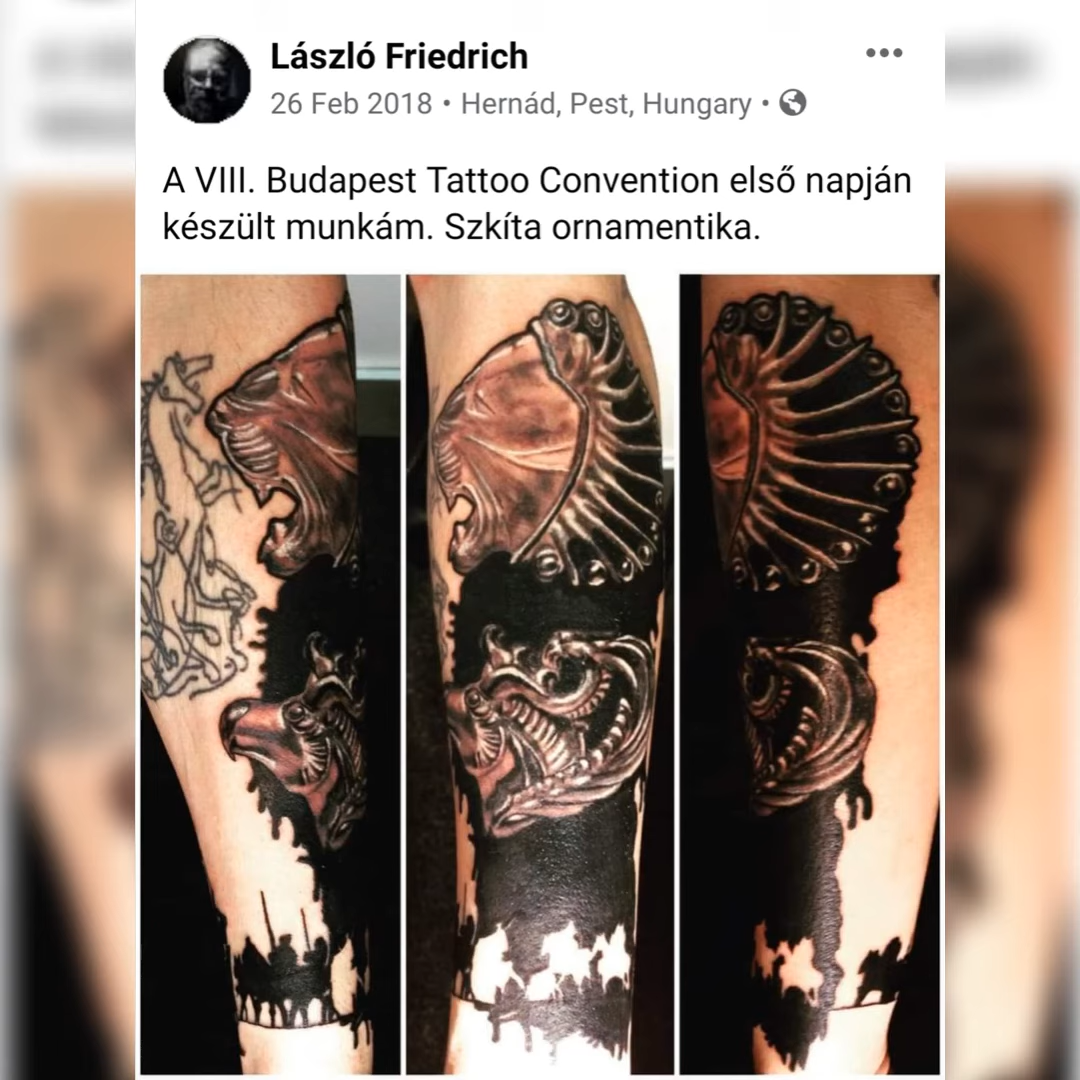 László Friedrich
26 Feb 2018 • Hernád, Pest, Hungary •
A VIII. Budapest Tattoo Convention első napján
készült munkám. Szkíta ornamentika.